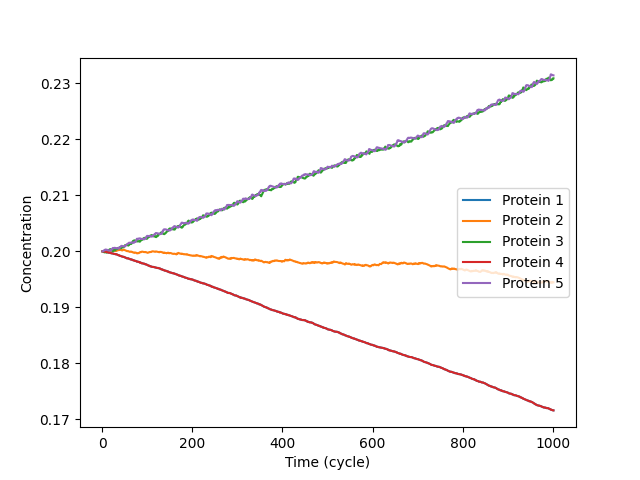 0.23
0.22
0.21
0.20
0.19
0.18
0.17
Concentration
Protein 1
Protein 2
Protein 3
Protein 4
Protein 5
0 200 400 600 800 1000
Time (cycle)